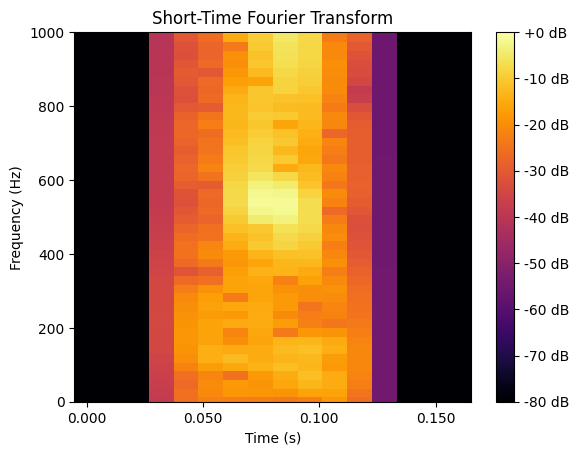 Short-Time Fourier Transform
1000
800
600
400
200
0
Frequency (Hz)
0.000
0.050
0.100
0.150
Time (s)
+0 dB
-10 dB
-20 dB
-30 dB
-40 dB
-50 dB
-60 dB
-70 dB
-80 dB